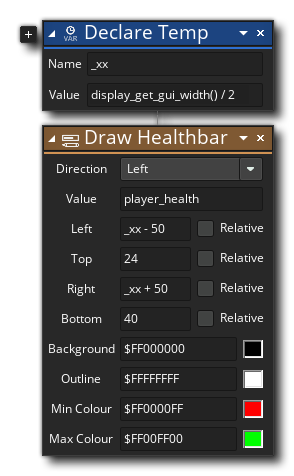 Declare Temp
VAR
Name _xx
Value display_get_gui_width() / 2
Draw Healthbar
Direction Left
Value player_health
Left _xx - 50 Relative
Top 24 Relative
Right _xx + 50 Relative
Bottom 40 Relative
Background $FF000000
Outline $FFFFFFFF
Min Colour $FF0000FF
Max Colour $FF00FF00